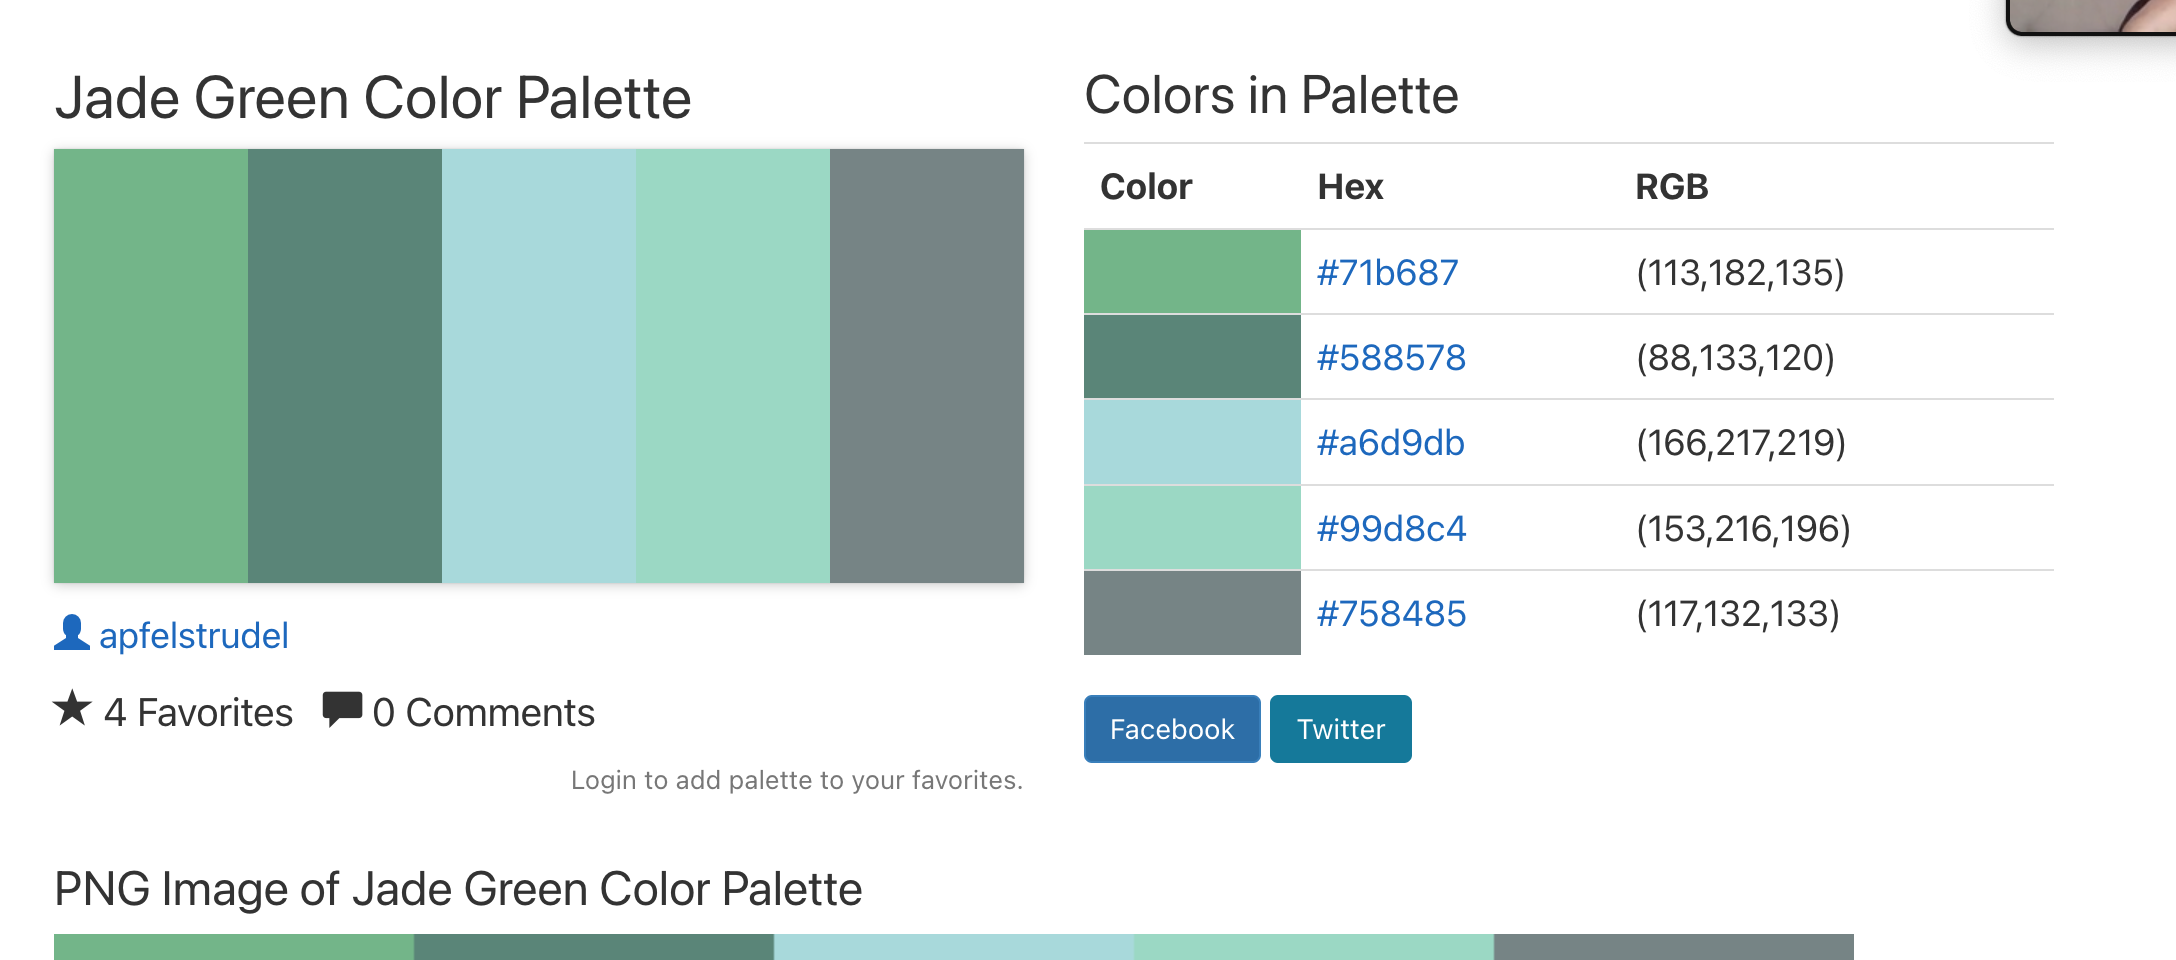 Jade Green Color Palette
apfelstrudel
4 Favorites 0 Comments
Login to add palette to your favorites.
Colors in Palette
Color Hex RGB
#71b687 (113,182,135)
#588578 (88,133,120)
#a6d9db (166,217,219)
#99d8c4 (153,216,196)
#758485 (117,132,133)
Facebook Twitter
PNG Image of Jade Green Color Palette